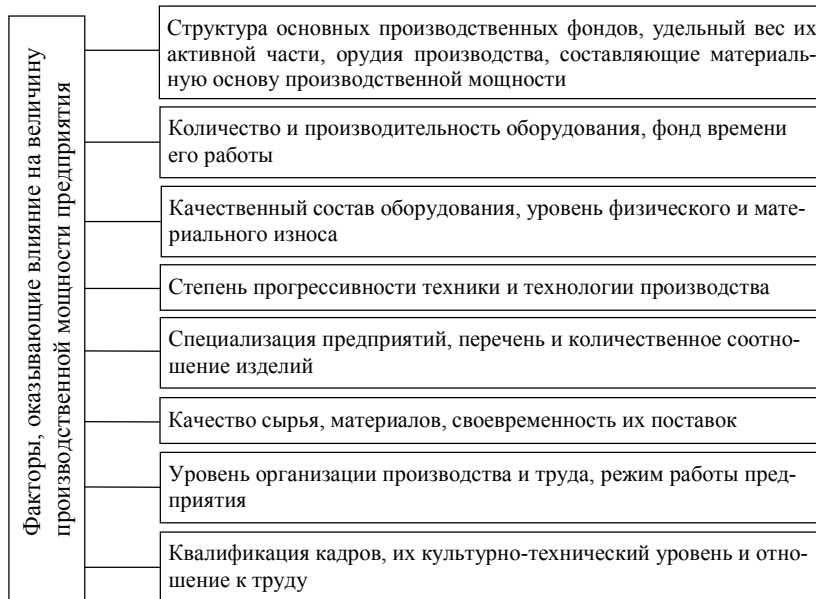 Факторы, оказывающие влияние на величину
производственной мощности предприятия
Структура основных производственных фондов, удельный вес их
активной части, орудия производства, составляющие материаль-
ную основу производственной мощности
Количество и производительность оборудования, фонд времени
его работы
Качественный состав оборудования, уровень физического и мате-
риального износа
Степень прогрессивности техники и технологии производства
Специализация предприятий, перечень и количественное соотно-
шение изделий
Качество сырья, материалов, своевременность их поставок
Уровень организации производства и труда, режим работы пред-
приятия
Квалификация кадров, их культурно-технический уровень и отно-
шение к труду